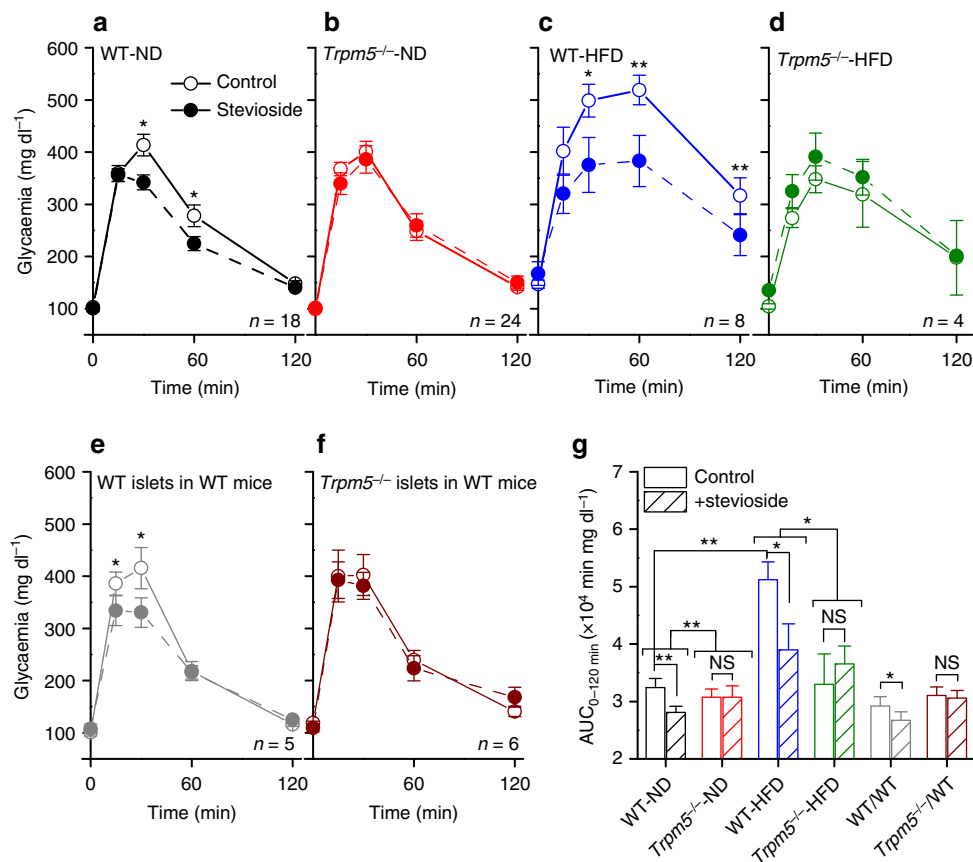 a
b
c
d
WT-ND
Trpm5⁻/⁻-ND
WT-HFD
Trpm5⁻/⁻-HFD
Control
Stevioside
Glycaemia (mg dl⁻¹)
600
500
400
300
200
100
*
*
*
**
**
n = 18
n = 24
n = 8
n = 4
0
60
120
60
120
60
120
60
120
Time (min)
Time (min)
Time (min)
Time (min)
e
f
WT islets in WT mice
Trpm5⁻/⁻ islets in WT mice
Glycaemia (mg dl⁻¹)
600
500
400
300
200
100
*
*
n = 5
n = 6
0
60
120
60
120
Time (min)
Time (min)
g
Control
+stevioside
AUC₀₋₁₂₀ min (×10⁴ min mg dl⁻¹)
7
6
5
4
3
2
*
**
*
NS
**
**
NS
*
NS
WT-ND
Trpm5⁻/⁻-ND
WT-HFD
Trpm5⁻/⁻-HFD
WT/WT
Trpm5⁻/⁻/WT